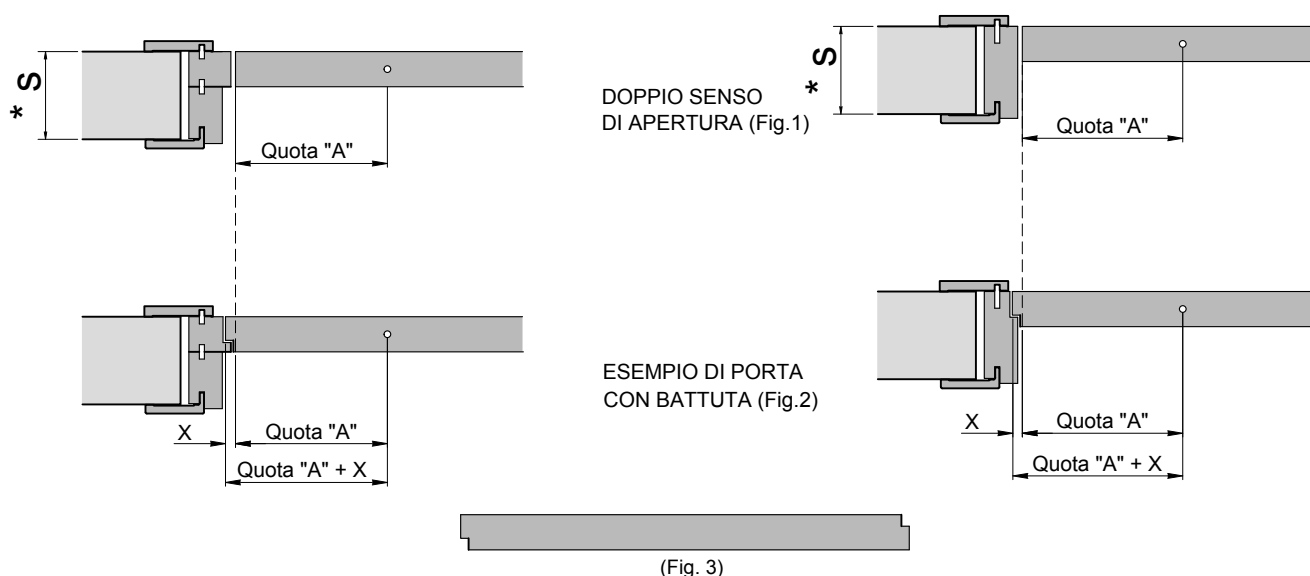 * S
* S
DOPPIO SENSO
DI APERTURA (Fig.1)
Quota "A"
Quota "A"
ESEMPIO DI PORTA
CON BATTUTA (Fig.2)
X
Quota "A"
Quota "A" + X
X
Quota "A"
Quota "A" + X
(Fig. 3)